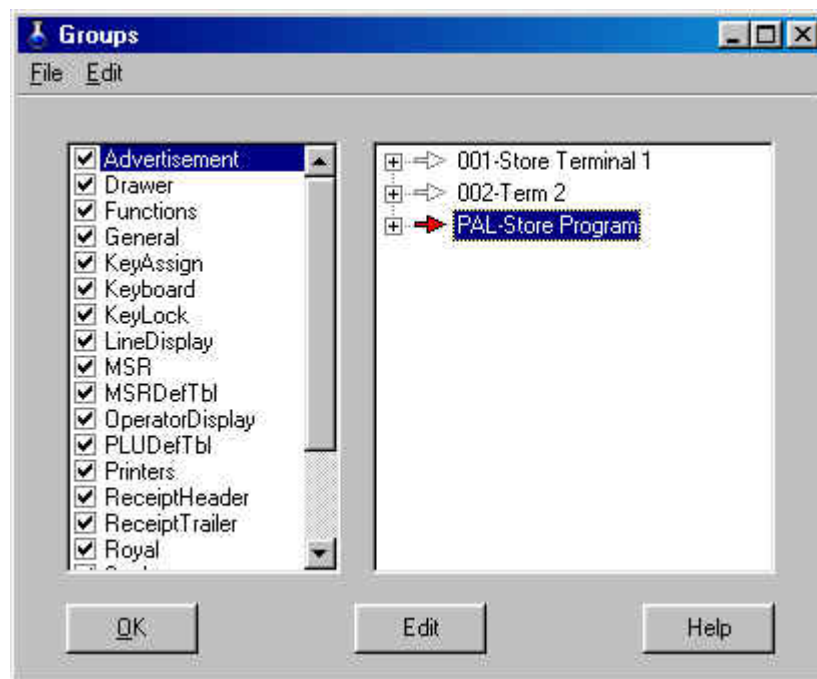 Groups
File Edit
Advertisement
Drawer
Functions
General
KeyAssign
Keyboard
KeyLock
LineDisplay
MSR
MSRDefTbl
OperatorDisplay
PLUDefTbl
Printers
ReceiptHeader
ReceiptTrailer
Royal
001-Store Terminal 1
002-Term 2
PAL-Store Program
OK Edit Help